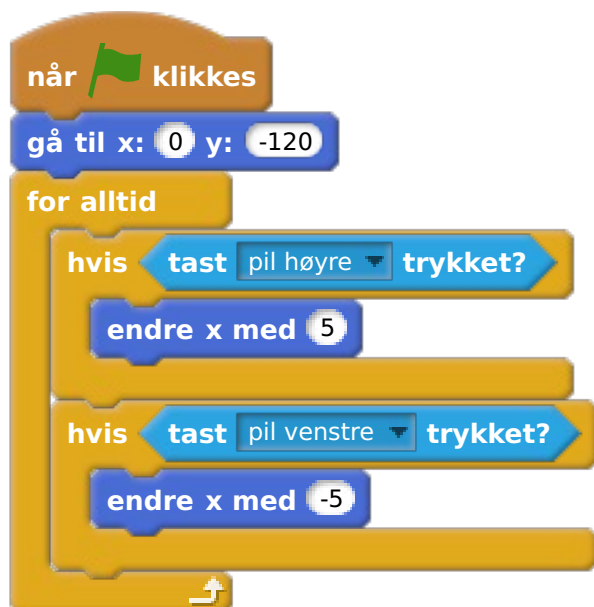 når klikkes
gå til x: 0 y: -120
for alltid
hvis tast pil høyre trykket?
endre x med 5
hvis tast pil venstre trykket?
endre x med -5